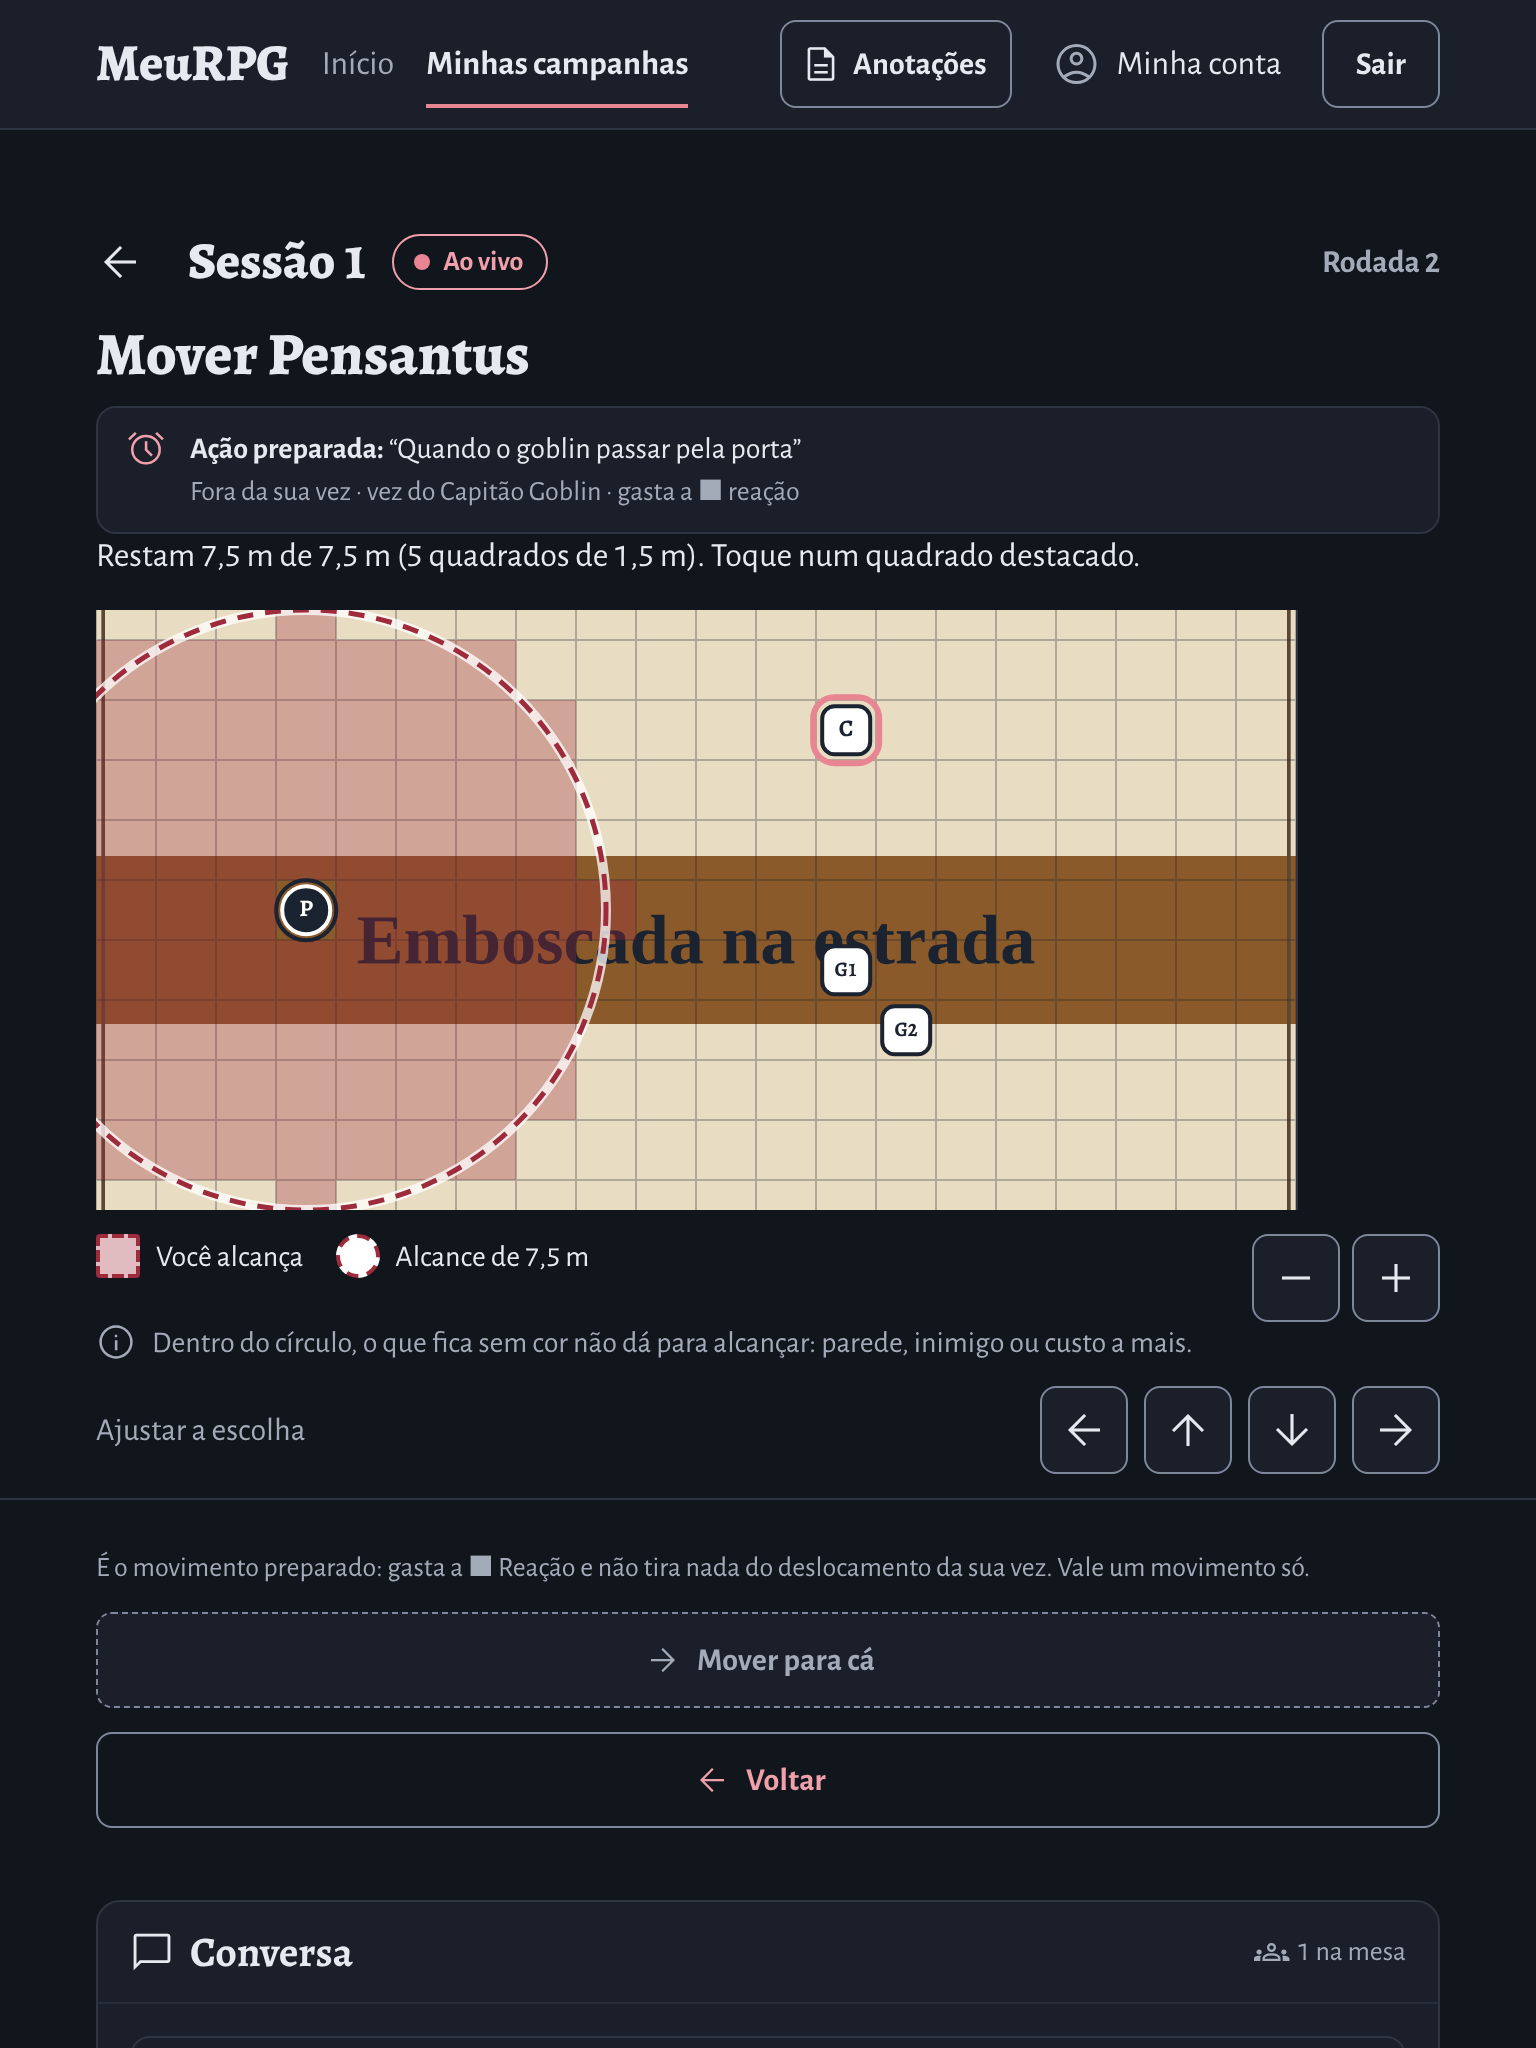 MeuRPG Início Minhas campanhas Anotações Minha conta Sair
Sessão 1 Ao vivo Rodada 2
Mover Pensantus
Ação preparada: “Quando o goblin passar pela porta”
Fora da sua vez · vez do Capitão Goblin · gasta a ■ reação
Restam 7,5 m de 7,5 m (5 quadrados de 1,5 m). Toque num quadrado destacado.
C
P
Emboscada na estrada
G1
G2
Você alcança Alcance de 7,5 m
Dentro do círculo, o que fica sem cor não dá para alcançar: parede, inimigo ou custo a mais.
Ajustar a escolha
É o movimento preparado: gasta a ■ Reação e não tira nada do deslocamento da sua vez. Vale um movimento só.
Mover para cá
Voltar
Conversa 1 na mesa